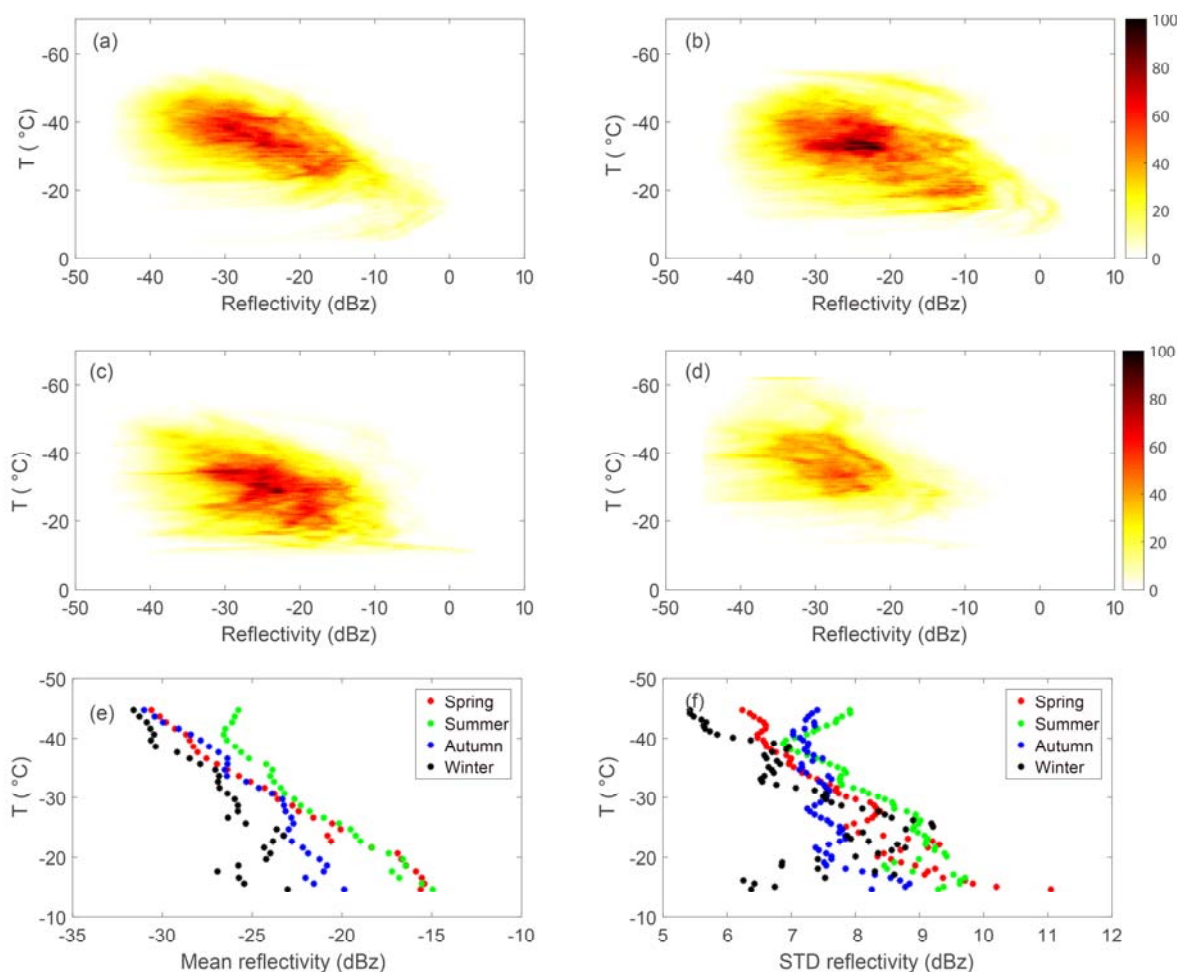 (a)
-60
-40
-20
0
T ( °C)
-50 -40 -30 -20 -10 0 10
Reflectivity (dBz)
(b)
-60
-40
-20
0
T ( °C)
-50 -40 -30 -20 -10 0 10
Reflectivity (dBz)
100
80
60
40
20
0
(c)
-60
-40
-20
0
T ( °C)
-50 -40 -30 -20 -10 0 10
Reflectivity (dBz)
(d)
-60
-40
-20
0
T ( °C)
-50 -40 -30 -20 -10 0 10
Reflectivity (dBz)
100
80
60
40
20
0
(e)
-50
-40
-30
-20
-10
T ( °C)
Spring
Summer
Autumn
Winter
-35 -30 -25 -20 -15 -10
Mean reflectivity (dBz)
(f)
-50
-40
-30
-20
-10
T ( °C)
Spring
Summer
Autumn
Winter
5 6 7 8 9 10 11 12
STD reflectivity (dBz)